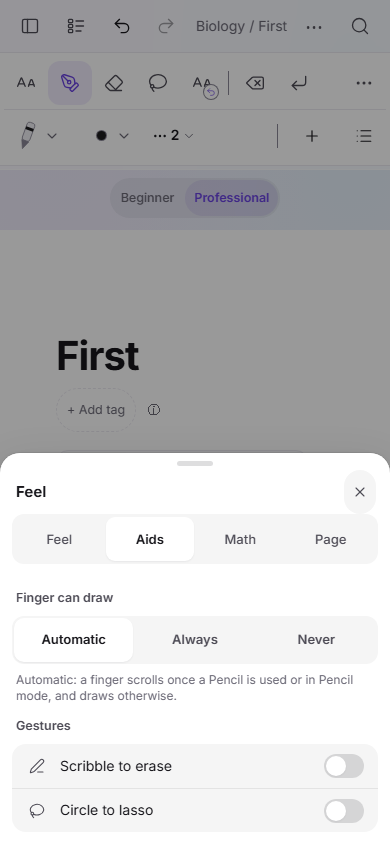 Biology / First
AA
AA
2
Beginner Professional
First
+ Add tag
Feel
Feel Aids Math Page
Finger can draw
Automatic Always Never
Automatic: a finger scrolls once a Pencil is used or in Pencil
mode, and draws otherwise.
Gestures
Scribble to erase
Circle to lasso